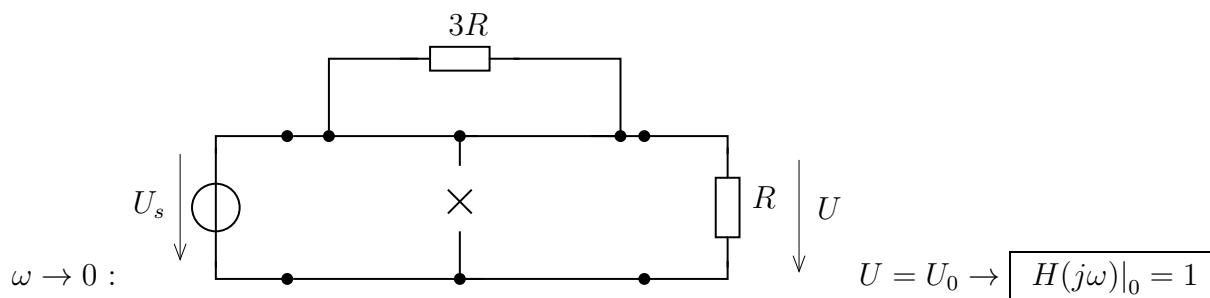 3R
U_s
R
U
ω → 0 :
U = U_0 → H(jω)|_0 = 1